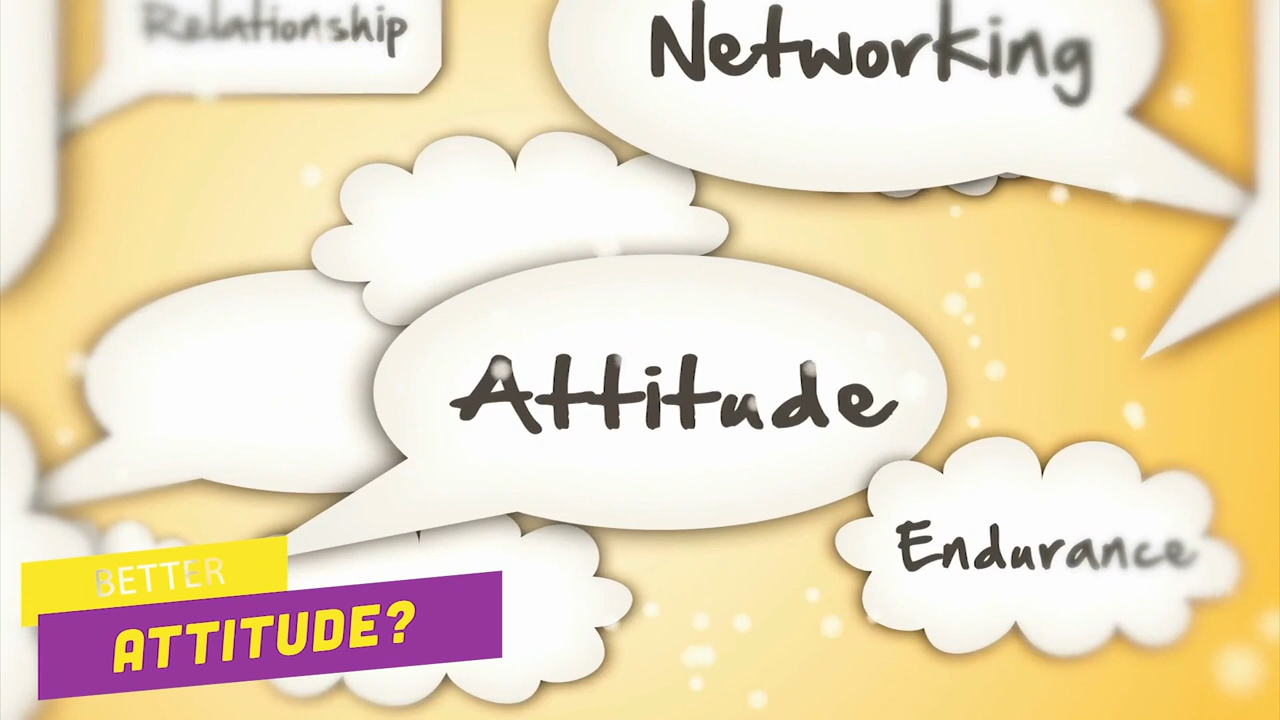 Relationship
Networking
Attitude
Endurance
BETTER
ATTITUDE?